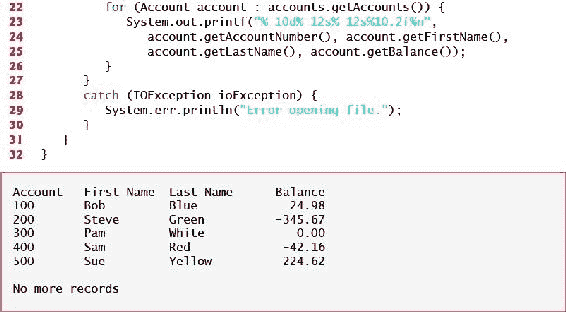 22 for (Account account : accounts.getAccounts()) {
23 System.out.printf("%-10d%-12s%-12s%10.2f%n",
24 account.getAccountNumber(), account.getFirstName(),
25 account.getLastName(), account.getBalance());
26 }
27 }
28 catch (IOException ioException) {
29 System.err.println("Error opening file.");
30 }
31 }
32 }
Account First Name Last Name Balance
100 Bob Blue 24.98
200 Steve Green -345.67
300 Pam White 0.00
400 Sam Red -42.16
500 Sue Yellow 224.62
No more records